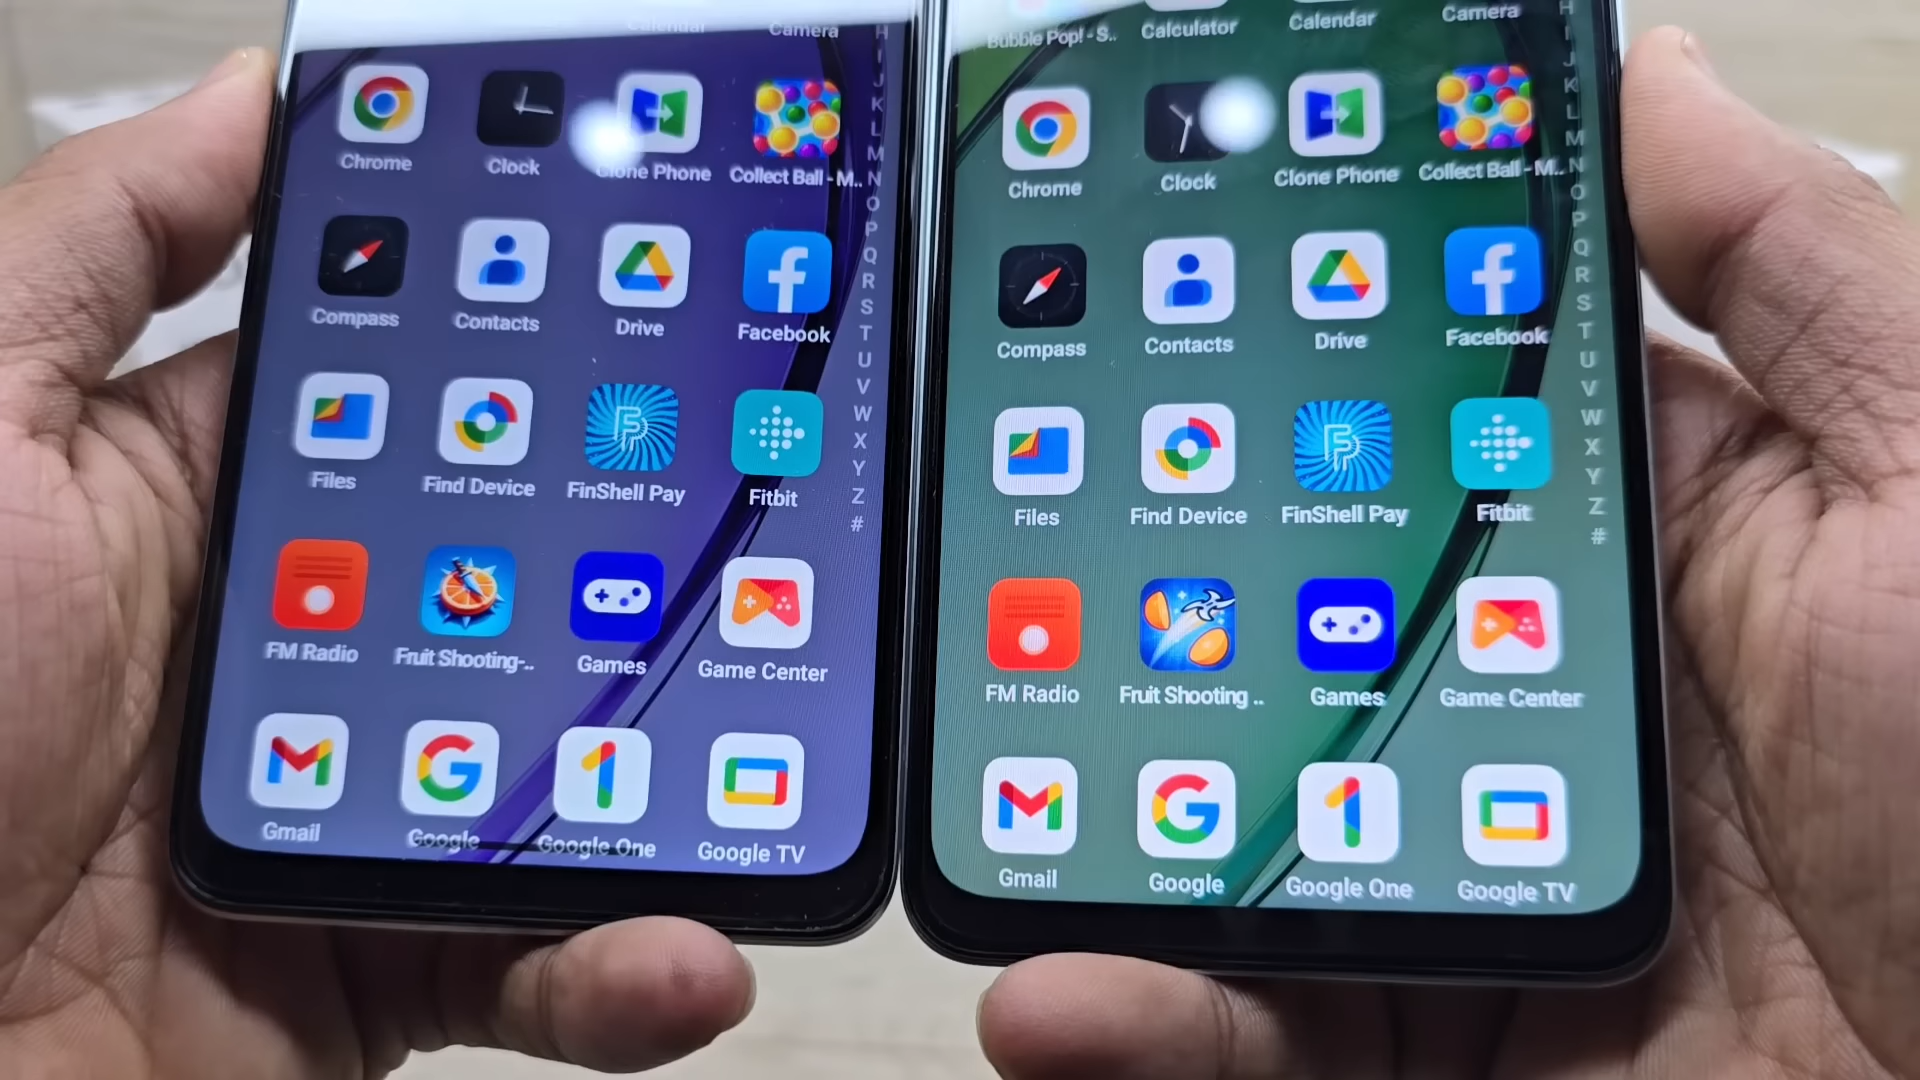 Calendar
Camera
Chrome
Clock
Clone Phone
Collect Ball - M..
Compass
Contacts
Drive
Facebook
Files
Find Device
FinShell Pay
Fitbit
FM Radio
Fruit Shooting-..
Games
Game Center
Gmail
Google
Google One
Google TV
H
I
J
K
L
M
N
O
P
Q
R
S
T
U
V
W
X
Y
Z
#
Bubble Pop! - S..
Calculator
Calendar
Camera
Chrome
Clock
Clone Phone
Collect Ball - M..
Compass
Contacts
Drive
Facebook
Files
Find Device
FinShell Pay
Fitbit
FM Radio
Fruit Shooting ..
Games
Game Center
Gmail
Google
Google One
Google TV
H
I
J
K
L
M
N
O
P
Q
R
S
T
U
V
W
X
Y
Z
#